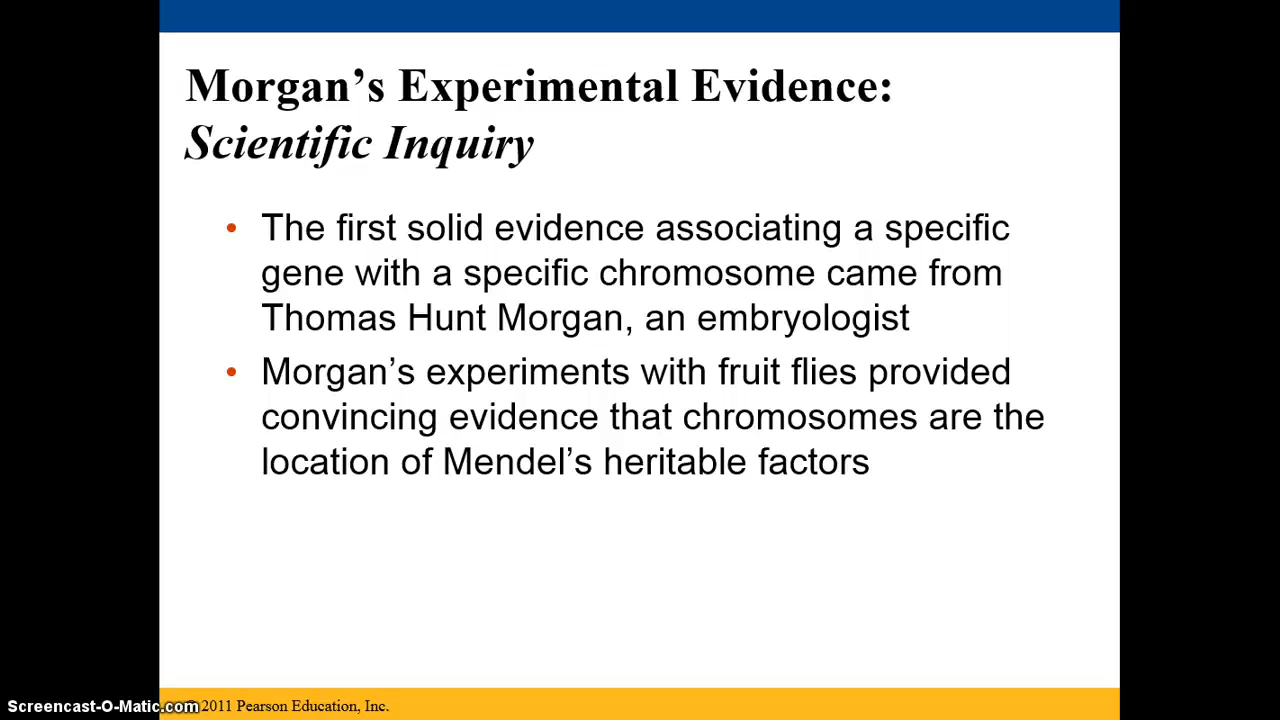 Morgan’s Experimental Evidence:
Scientific Inquiry
• The first solid evidence associating a specific
gene with a specific chromosome came from
Thomas Hunt Morgan, an embryologist
• Morgan’s experiments with fruit flies provided
convincing evidence that chromosomes are the
location of Mendel’s heritable factors
Screencast-O-Matic.com
© 2011 Pearson Education, Inc.